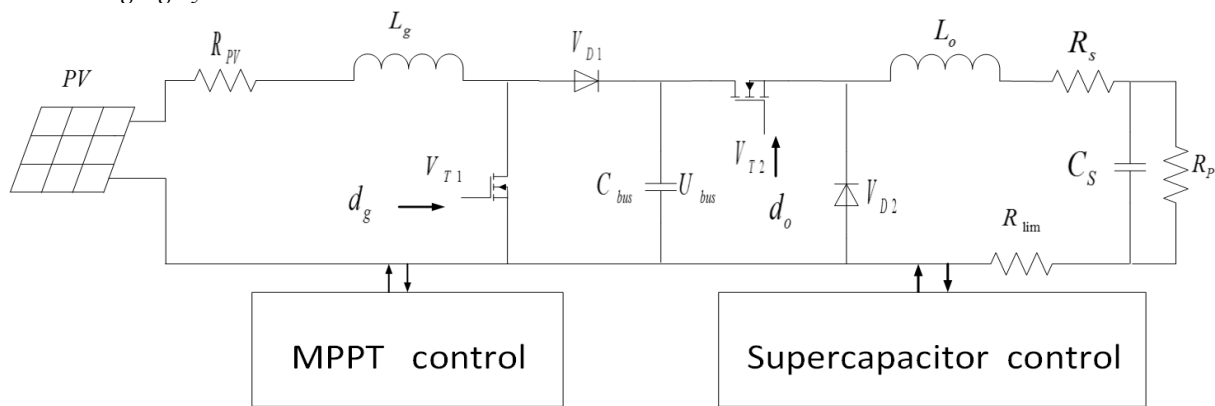 PV
R_PV
L_g
V_D1
L_o
R_s
V_T1
d_g
C_bus
U_bus
V_T2
d_o
V_D2
C_S
R_P
R_lim
MPPT control
Supercapacitor control